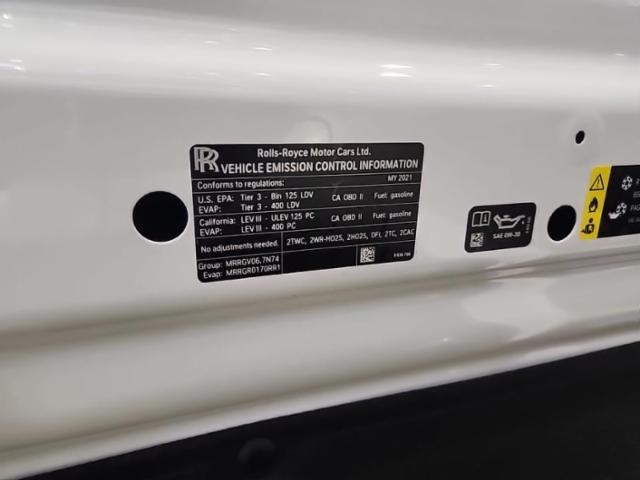 RR
Rolls-Royce Motor Cars Ltd.
VEHICLE EMISSION CONTROL INFORMATION
Conforms to regulations: MY 2021
U.S. EPA: Tier 3 - Bin 125 LDV CA OBD II Fuel: gasoline
EVAP: Tier 3 - 400 LDV
California: LEV III - ULEV 125 PC CA OBD II Fuel: gasoline
EVAP: LEV III - 400 PC
No adjustments needed. 2TWC, 2WR-HO2S, 2HO2S, DFI, 2TC, 2CAC
Group: MRRGV06.7N74
Evap: MRRGR0170RR1
SAE 0W-30